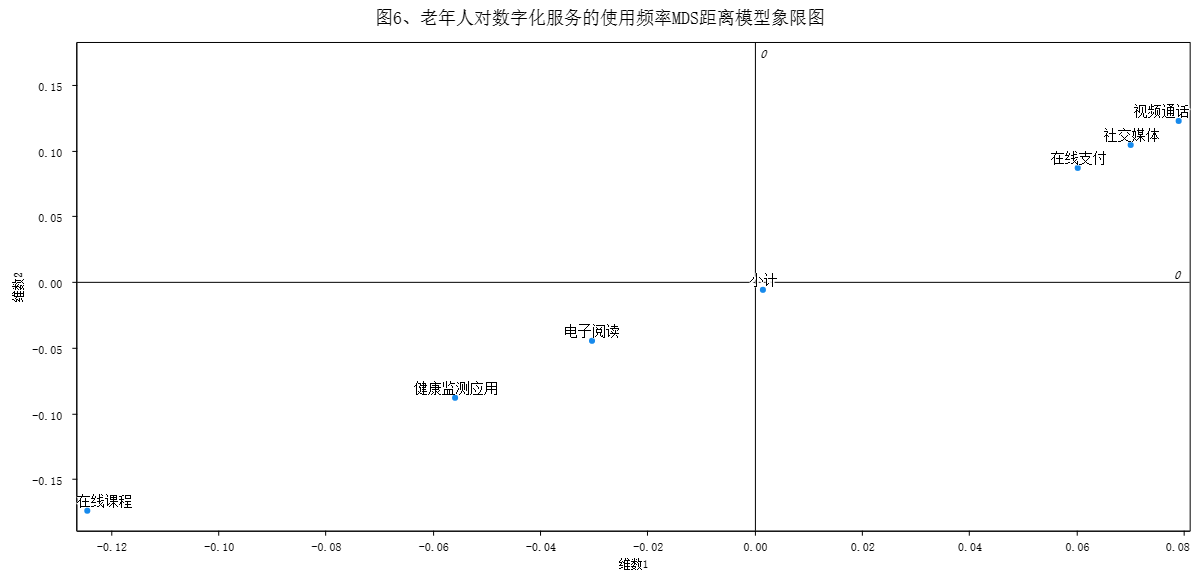 图6、老年人对数字化服务的使用频率MDS距离模型象限图
0
0.15
视频通话
社交媒体
0.10
在线支付
0.05
维数2
0.00
小计
0
电子阅读
-0.05
健康监测应用
-0.10
-0.15
在线课程
-0.12
-0.10
-0.08
-0.06
-0.04
-0.02
0.00
0.02
0.04
0.06
0.08
维数1